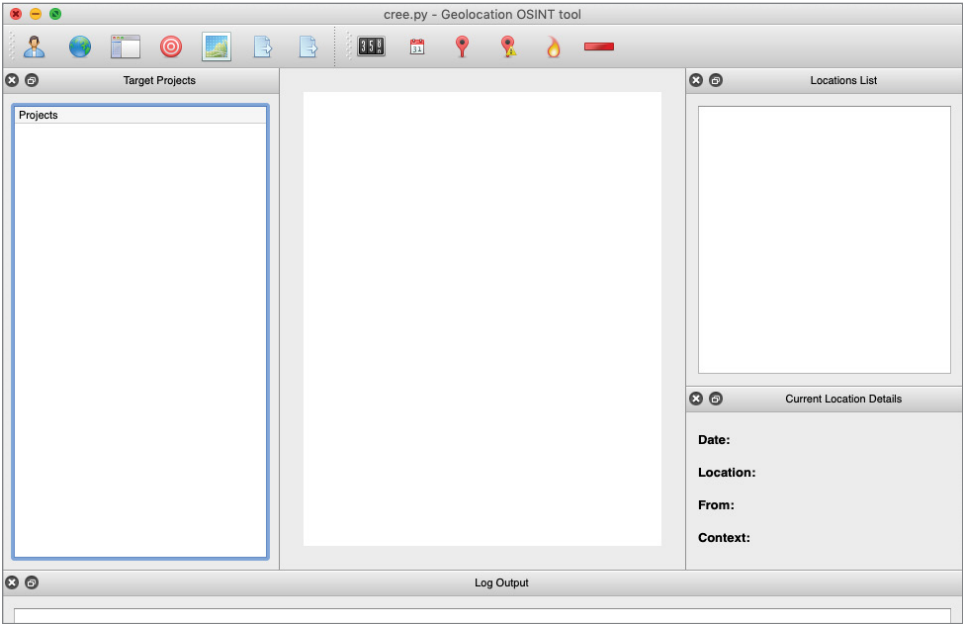 cree.py - Geolocation OSINT tool
Target Projects
Projects
Locations List
Current Location Details
Date:
Location:
From:
Context:
Log Output